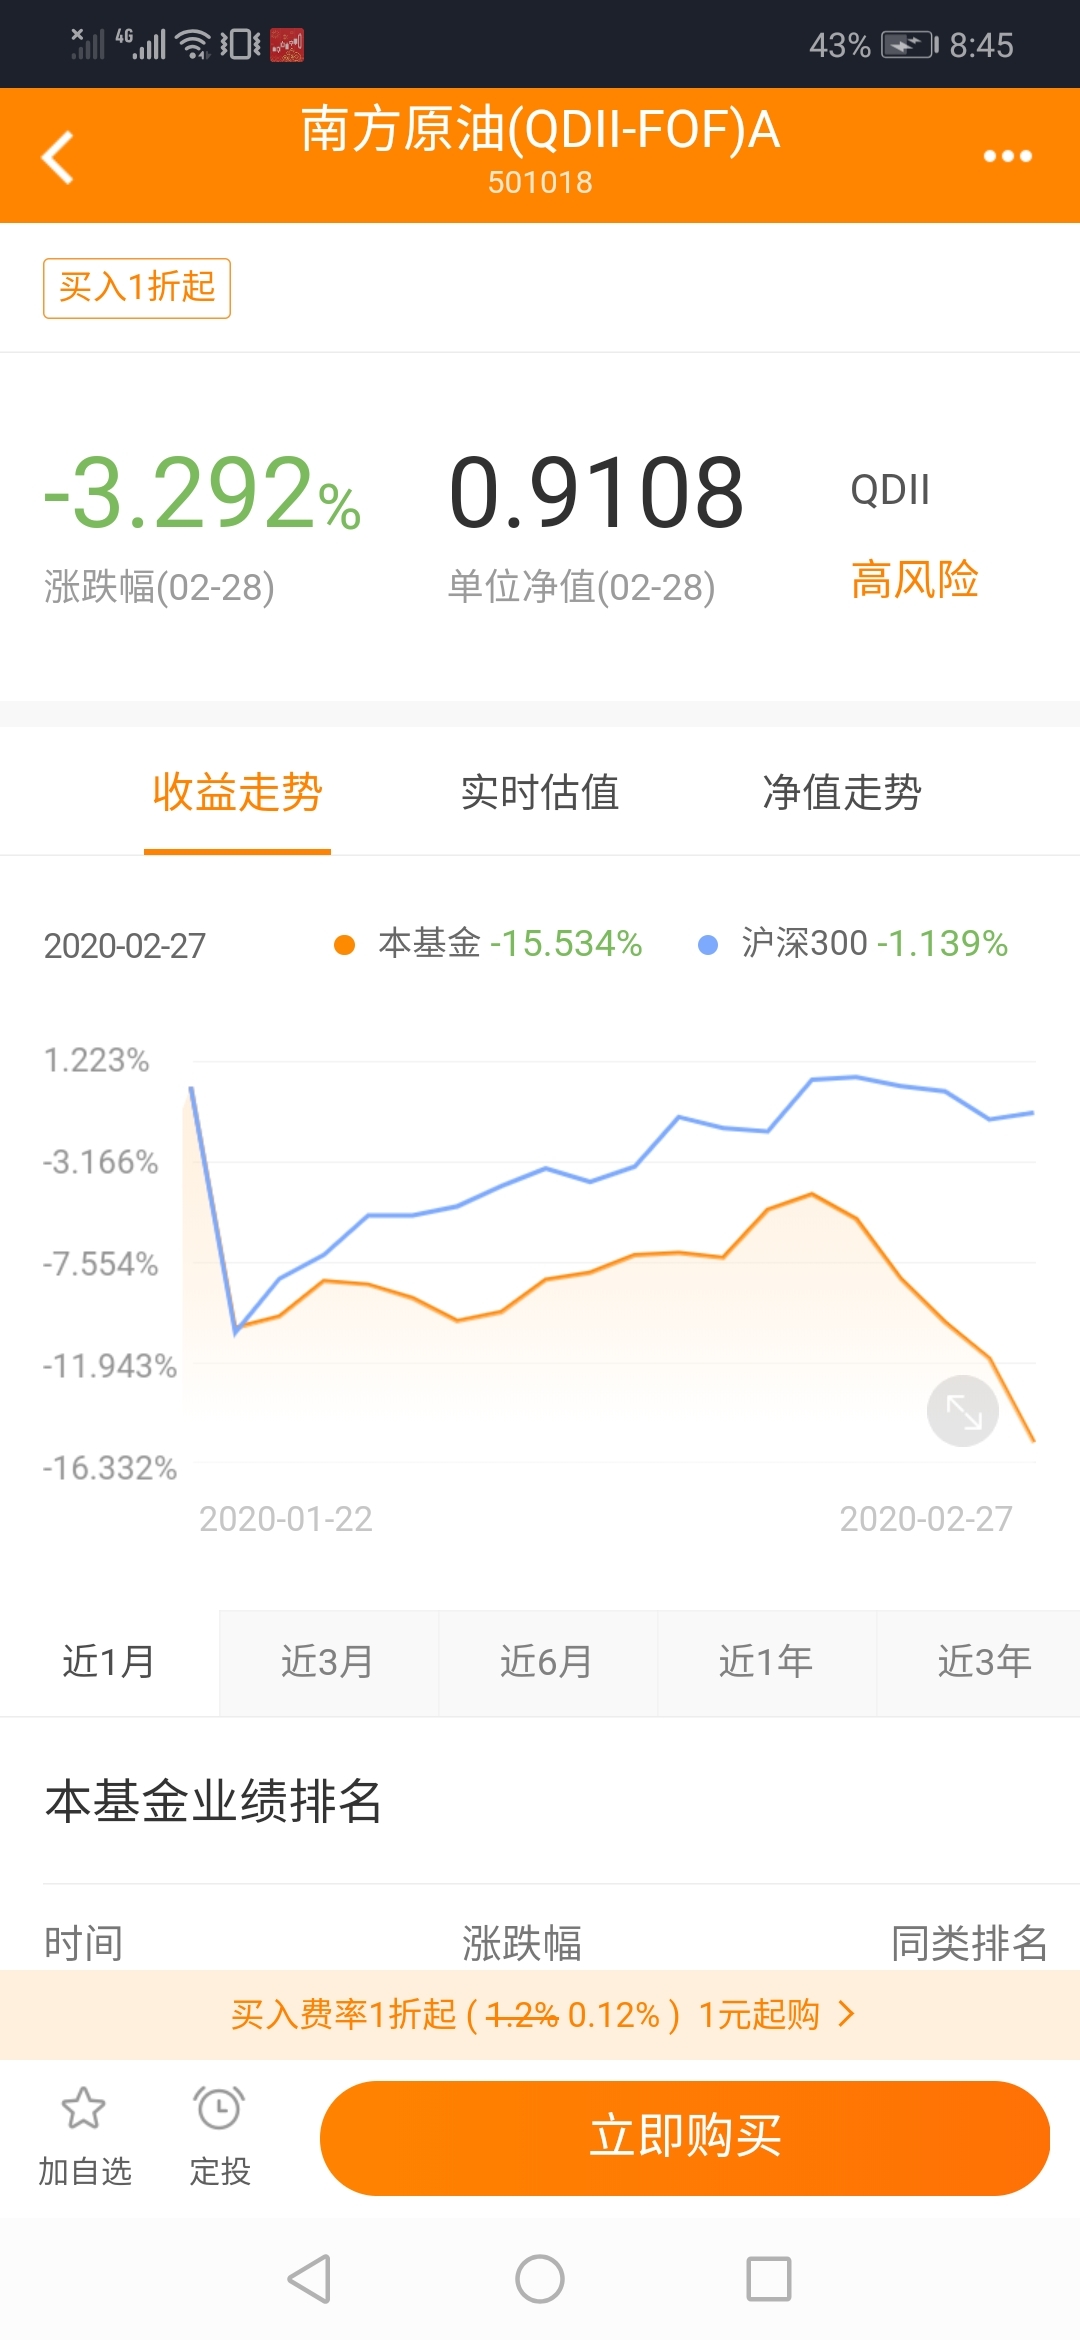 4G 43% 8:45
南方原油(QDII-FOF)A
501018
买入1折起
-3.292% 0.9108 QDII
涨跌幅(02-28) 单位净值(02-28) 高风险
收益走势 实时估值 净值走势
2020-02-27 本基金 -15.534% 沪深300 -1.139%
1.223%
-3.166%
-7.554%
-11.943%
-16.332%
2020-01-22 2020-02-27
近1月 近3月 近6月 近1年 近3年
本基金业绩排名
时间 涨跌幅 同类排名
买入费率1折起 ( 1.2% 0.12% ) 1元起购
加自选 定投 立即购买